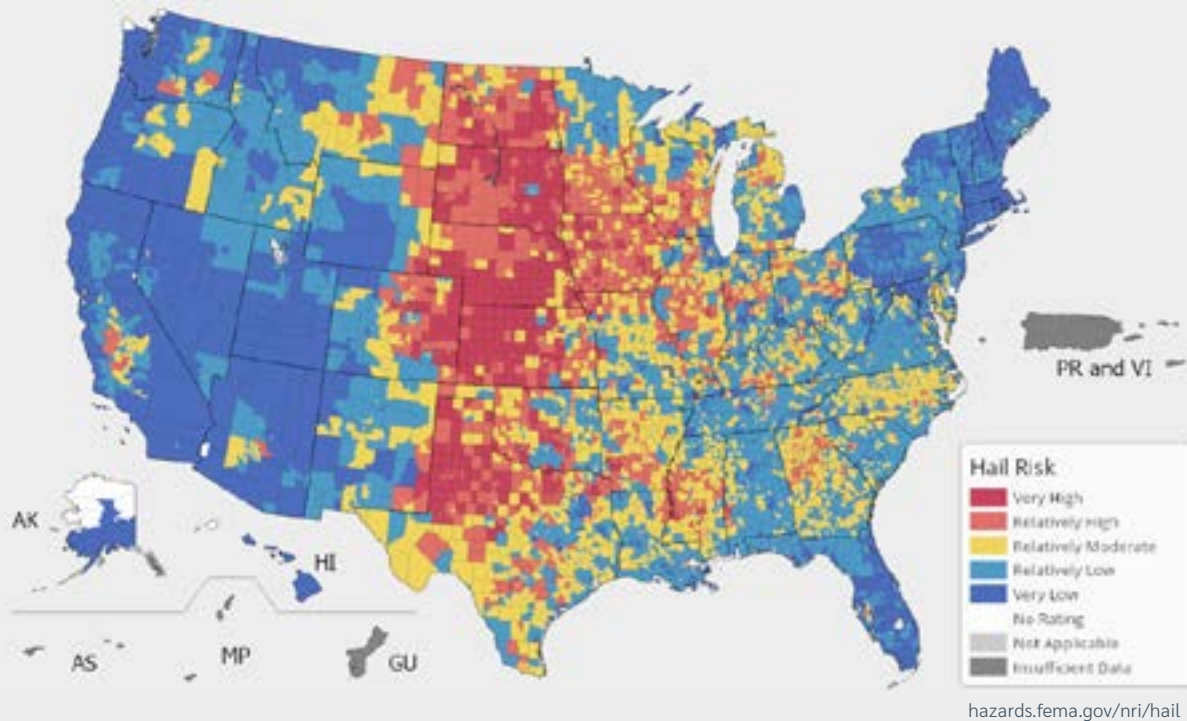 PR and VI
AK
HI
AS
MP
GU
Hail Risk
Very High
Relatively High
Relatively Moderate
Relatively Low
Very Low
No Rating
Not Applicable
Insufficient Data
hazards.fema.gov/nri/hail